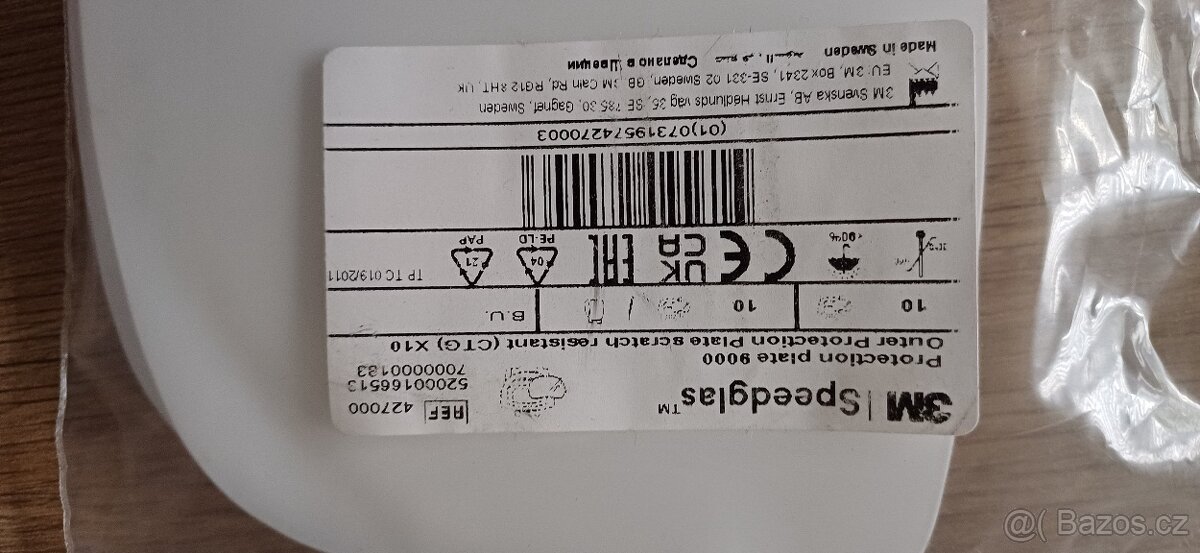 3M | Speedglas™
REF 427000
52000166513
7000000183
Protection plate 9000
Outer Protection Plate scratch resistant (CTG) X10
10
10
/
B.U.
<90%
CE
UK CA
EAC
04
PE-LD
21
PAP
TP TC 019/2011
(01)07319574270003
3M Svenska AB, Ernst Hedlunds väg 35, SE 785 30, Gagnef, Sweden
EU: 3M, Box 2341, SE-331 02 Sweden, GB, 3M Cain Rd, RG12 8HT, UK
Made in Sweden
Сделано в Швеции
@( Bazos.cz